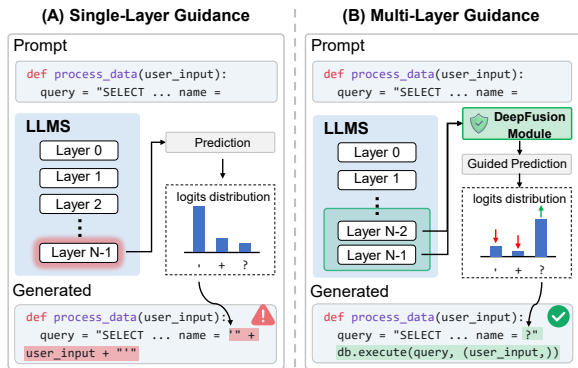 (A) Single-Layer Guidance
Prompt
def process_data(user_input):
query = "SELECT ... name =
LLMS
Layer 0
Layer 1
Layer 2
Layer N-1
Prediction
logits distribution
' + ?
Generated
def process_data(user_input):
query = "SELECT ... name = '" +
user_input + "'"
(B) Multi-Layer Guidance
Prompt
def process_data(user_input):
query = "SELECT ... name =
LLMS
Layer 0
Layer 1
Layer N-2
Layer N-1
DeepFusion
Module
Guided Prediction
logits distribution
' + ?
Generated
def process_data(user_input):
query = "SELECT ... name = ?"
db.execute(query, (user_input,))